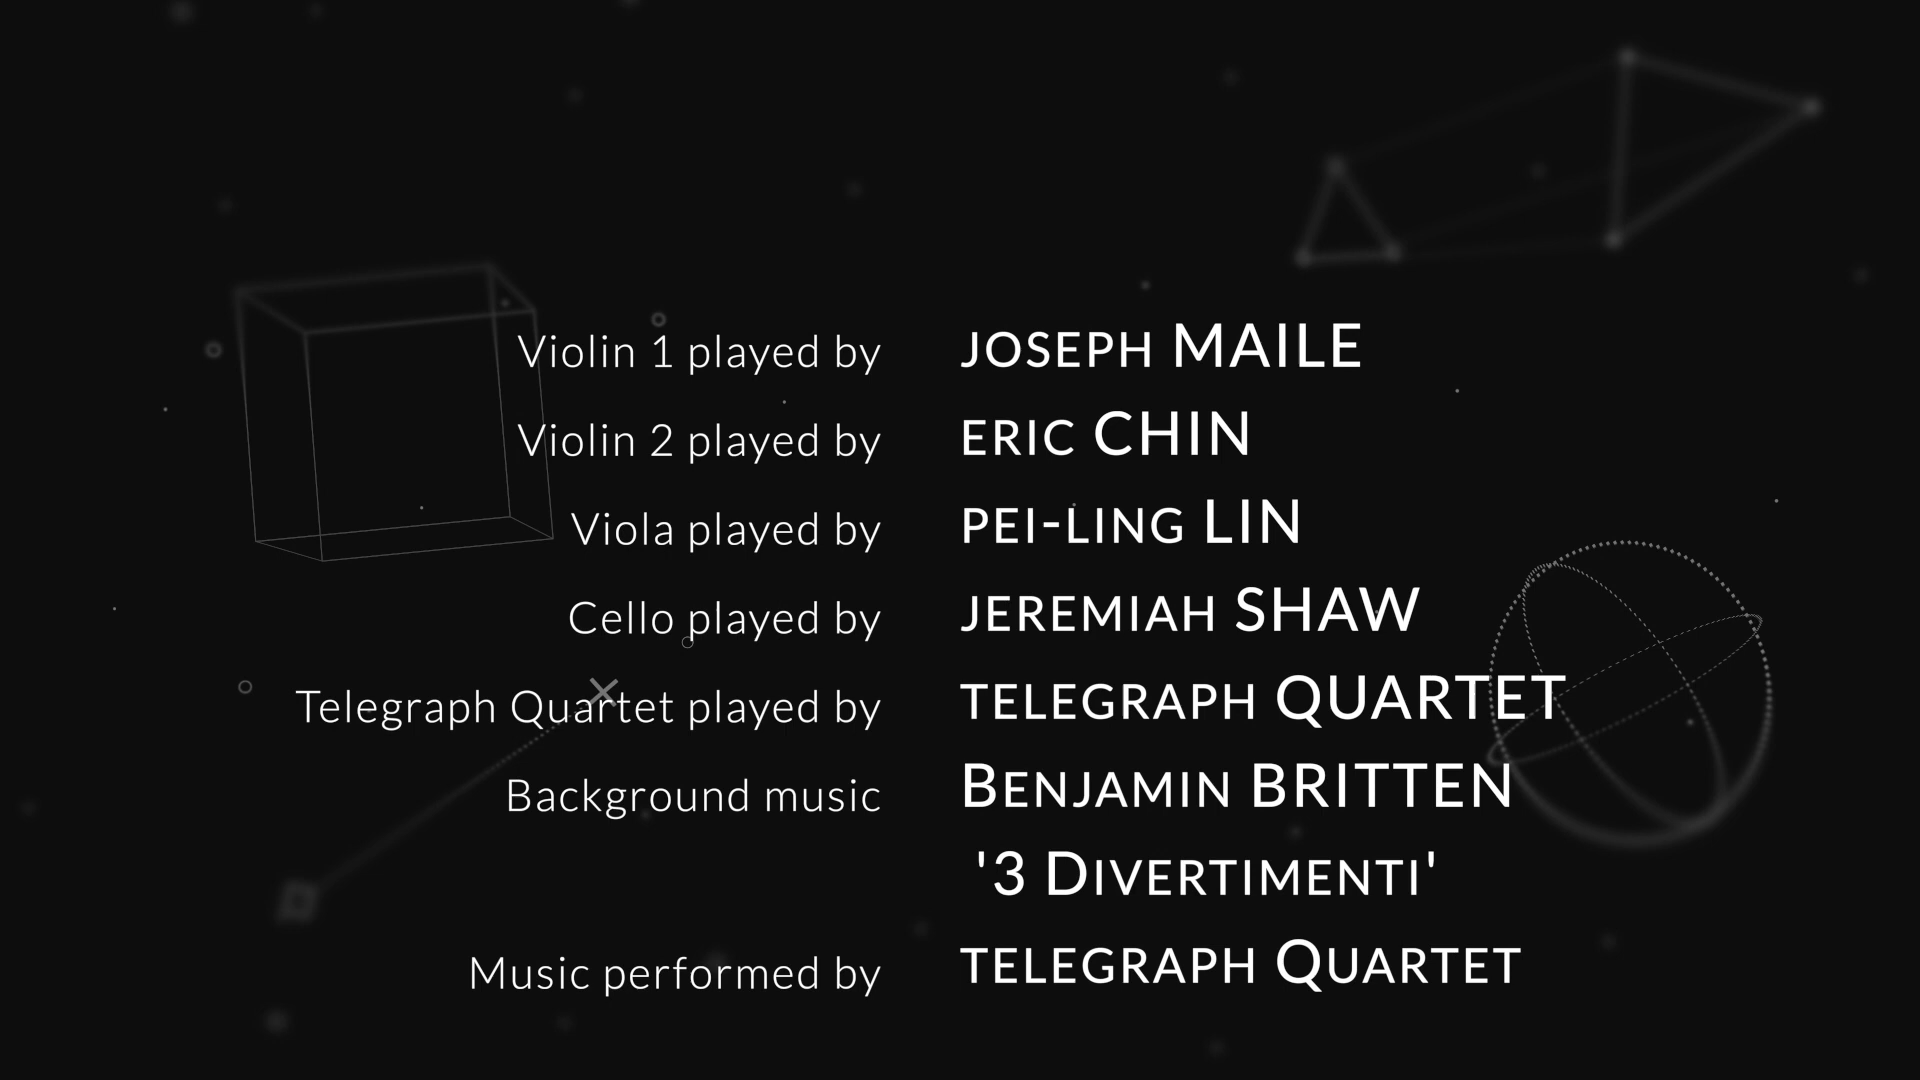 Violin 1 played by JOSEPH MAILE
Violin 2 played by ERIC CHIN
Viola played by PEI-LING LIN
Cello played by JEREMIAH SHAW
Telegraph Quartet played by TELEGRAPH QUARTET
Background music BENJAMIN BRITTEN
'3 DIVERTIMENTI'
Music performed by TELEGRAPH QUARTET